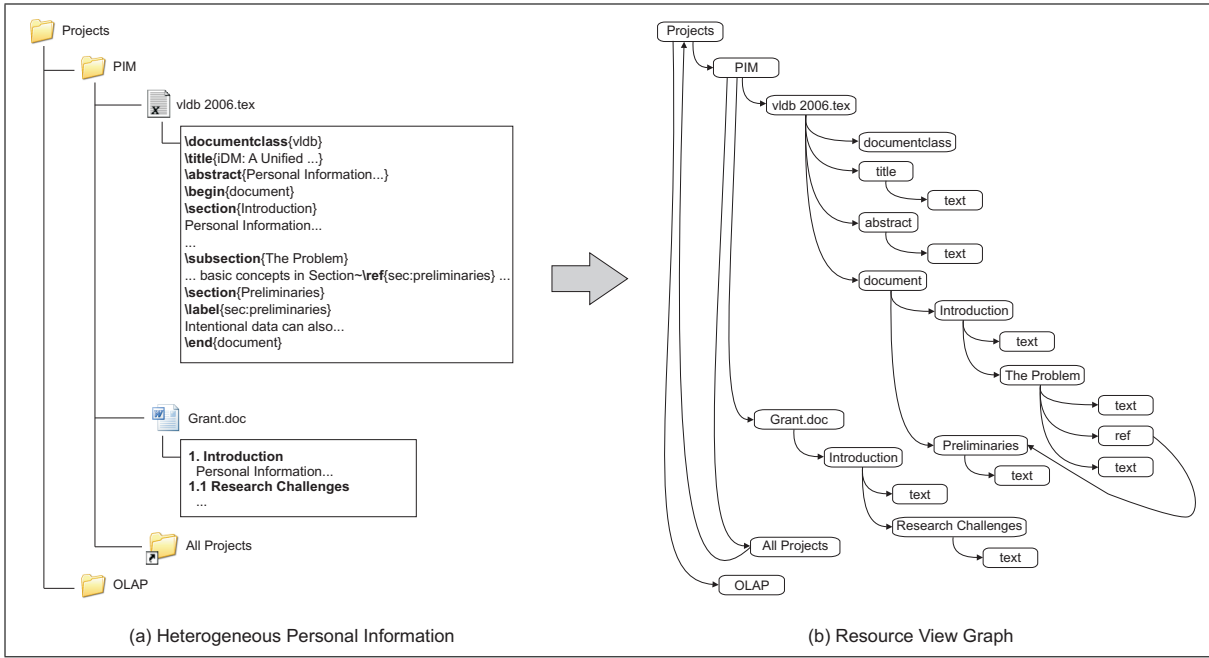 Projects
PIM
vldb 2006.tex
\documentclass{vldb}
\title{iDM: A Unified ...}
\abstract{Personal Information...}
\begin{document}
\section{Introduction}
Personal Information...
...
\subsection{The Problem}
... basic concepts in Section~\ref{sec:preliminaries} ...
\section{Preliminaries}
\label{sec:preliminaries}
Intentional data can also...
\end{document}
Grant.doc
1. Introduction
Personal Information...
1.1 Research Challenges
...
All Projects
OLAP
(a) Heterogeneous Personal Information
Projects
PIM
vldb 2006.tex
documentclass
title
text
abstract
text
document
Introduction
text
The Problem
text
ref
text
Preliminaries
text
Grant.doc
Introduction
text
Research Challenges
text
All Projects
OLAP
(b) Resource View Graph